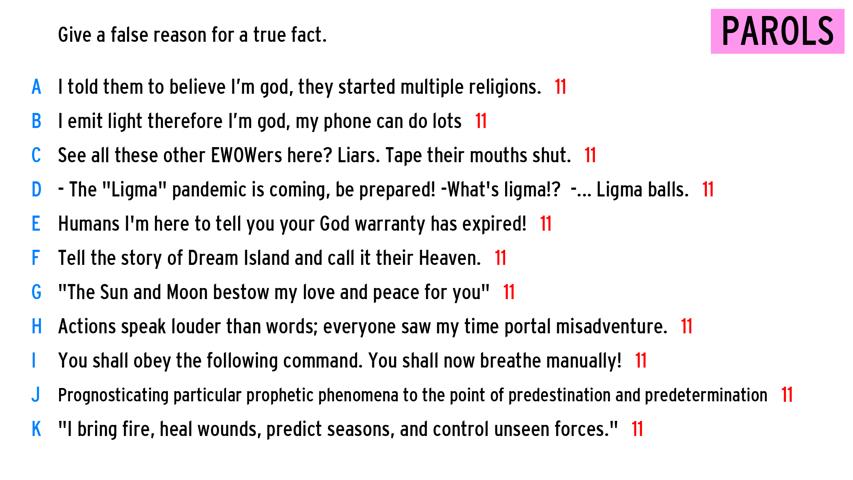 Give a false reason for a true fact.
PAROLS
A I told them to believe I'm god, they started multiple religions. 11
B I emit light therefore I'm god, my phone can do lots 11
C See all these other EWOWers here? Liars. Tape their mouths shut. 11
D - The "Ligma" pandemic is coming, be prepared! -What's ligma!? -... Ligma balls. 11
E Humans I'm here to tell you your God warranty has expired! 11
F Tell the story of Dream Island and call it their Heaven. 11
G "The Sun and Moon bestow my love and peace for you" 11
H Actions speak louder than words; everyone saw my time portal misadventure. 11
I You shall obey the following command. You shall now breathe manually! 11
J Prognosticating particular prophetic phenomena to the point of predestination and predetermination 11
K "I bring fire, heal wounds, predict seasons, and control unseen forces." 11